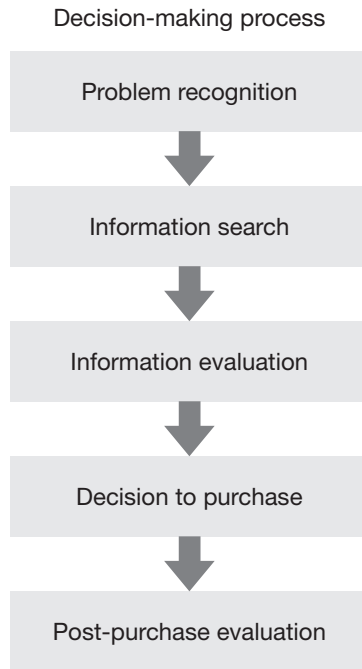 Decision-making process
Problem recognition
Information search
Information evaluation
Decision to purchase
Post-purchase evaluation